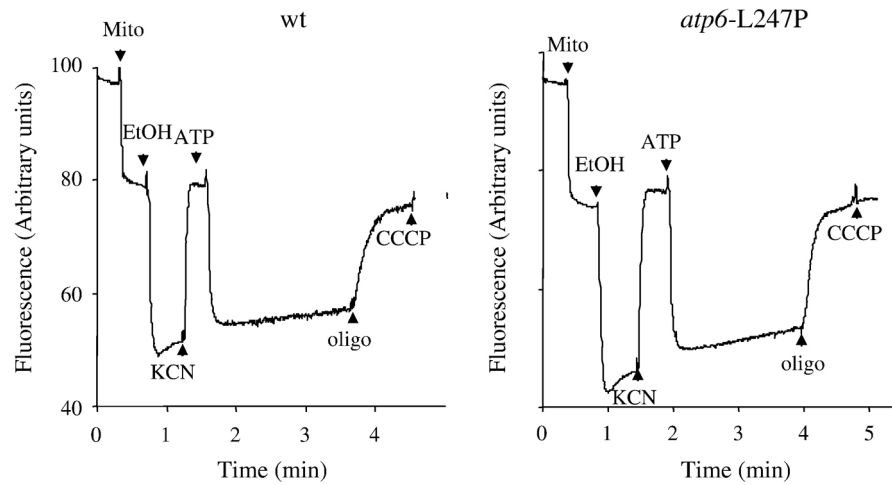 wt
Mito
100
EtOH
ATP
80
CCCP
60
oligo
KCN
40
0
1
2
3
4
Time (min)
Fluorescence (Arbitrary units)
atp6-L247P
Mito
ATP
EtOH
CCCP
oligo
KCN
0
1
2
3
4
5
Time (min)
Fluorescence (Arbitrary units)